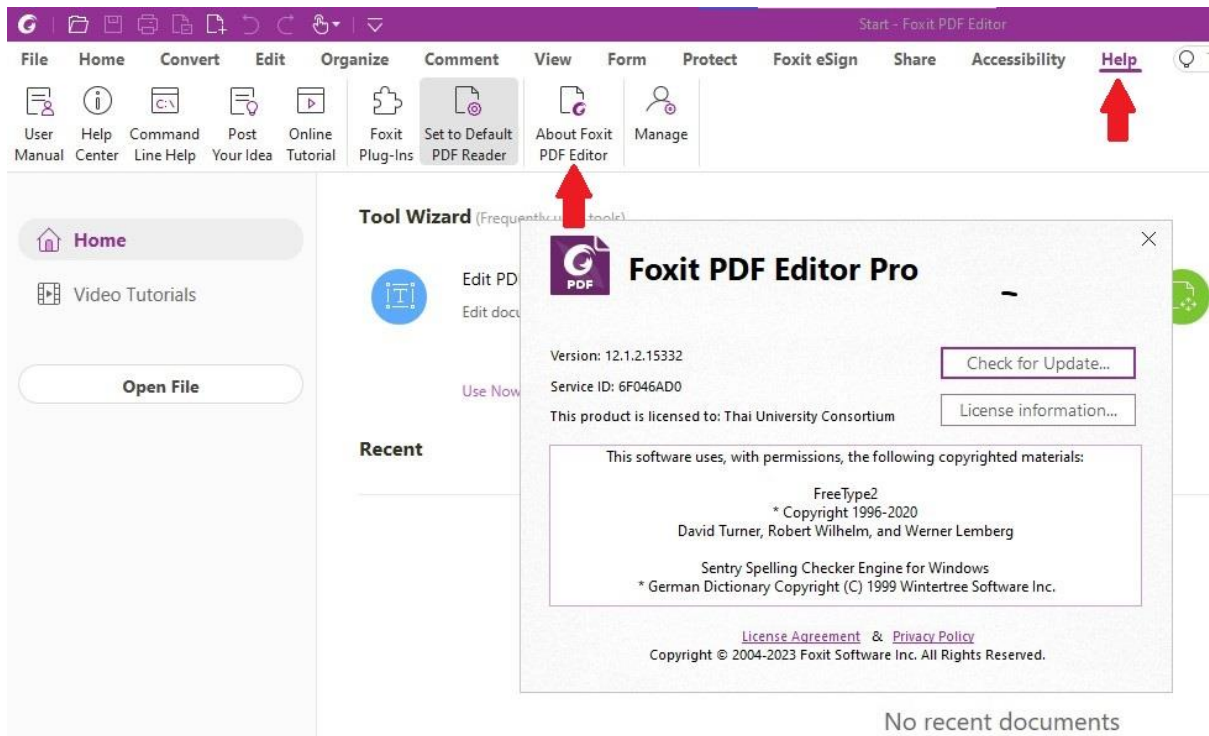 Start - Foxit PDF Editor
File Home Convert Edit Organize Comment View Form Protect Foxit eSign Share Accessibility Help
User Manual
Help Center
Command Line Help
Post Your Idea
Online Tutorial
Foxit Plug-Ins
Set to Default PDF Reader
About Foxit PDF Editor
Manage
Home
Video Tutorials
Open File
Tool Wizard (Frequently used tools)
Edit PD
Edit docu
Use Now
Recent
PDF
Foxit PDF Editor Pro
Version: 12.1.2.15332
Check for Update...
Service ID: 6F046AD0
This product is licensed to: Thai University Consortium
License information...
This software uses, with permissions, the following copyrighted materials:
FreeType2
* Copyright 1996-2020
David Turner, Robert Wilhelm, and Werner Lemberg
Sentry Spelling Checker Engine for Windows
* German Dictionary Copyright (C) 1999 Wintertree Software Inc.
License Agreement & Privacy Policy
Copyright © 2004-2023 Foxit Software Inc. All Rights Reserved.
No recent documents